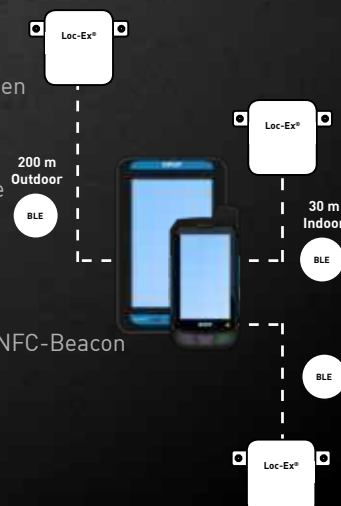 Loc-Ex®
en
Loc-Ex®
200 m
Outdoor
e
BLE
30 m
Indoor
BLE
NFC-Beacon
BLE
Loc-Ex®